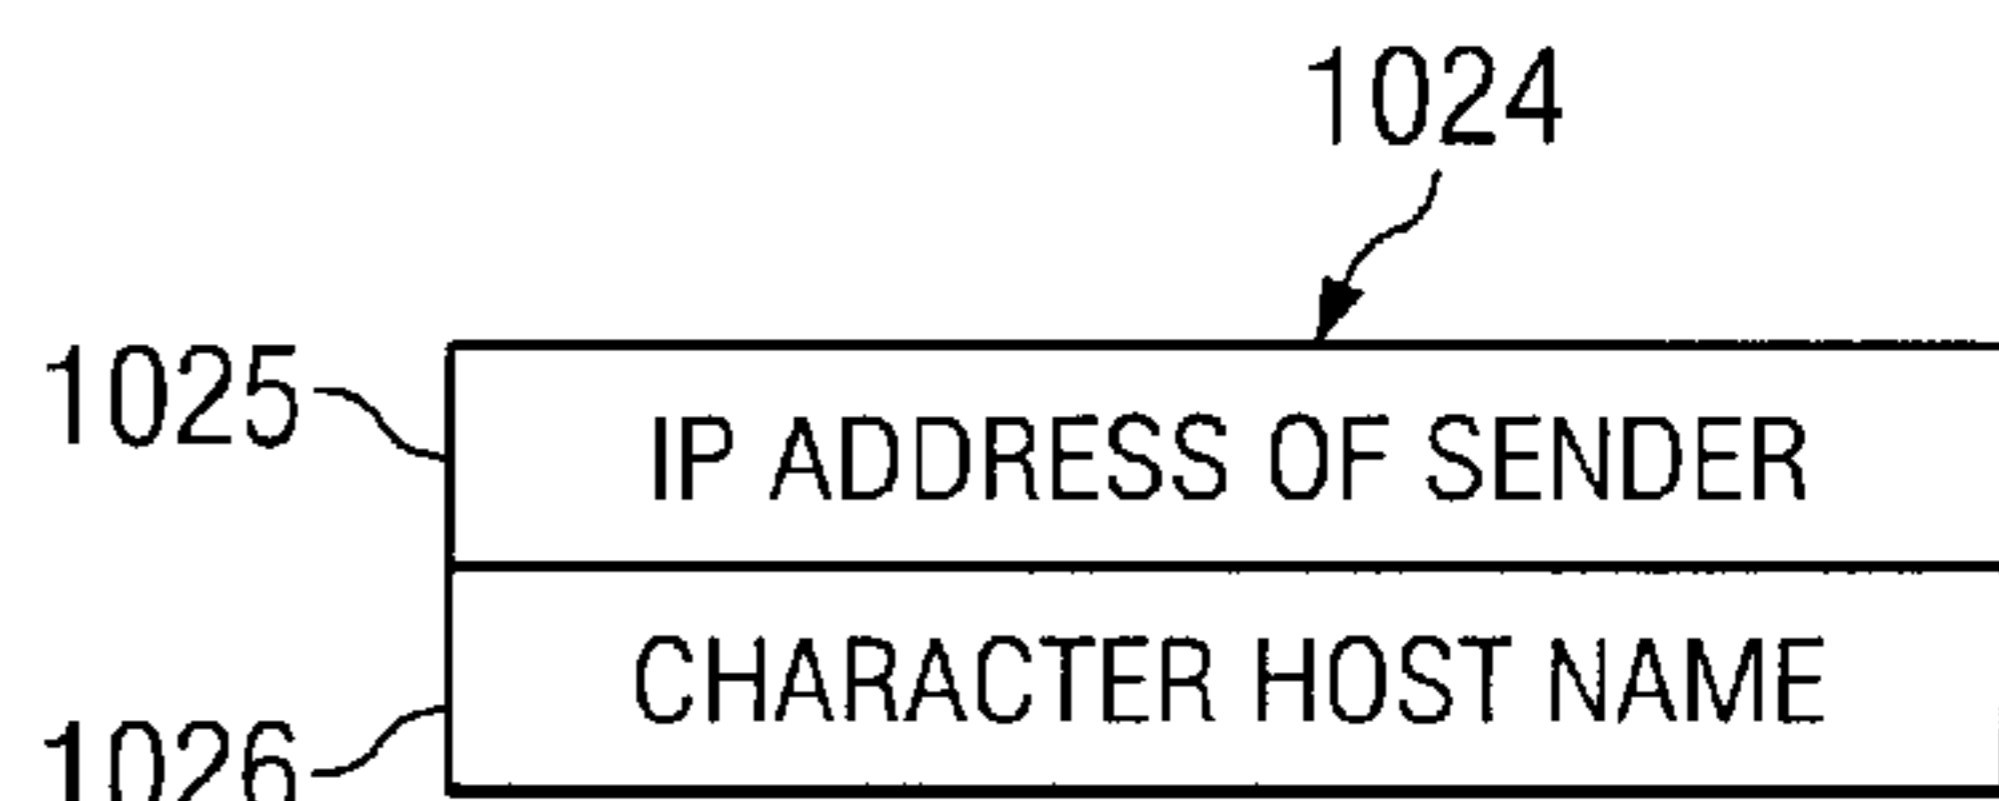 1024
1025
IP ADDRESS OF SENDER
CHARACTER HOST NAME
1026